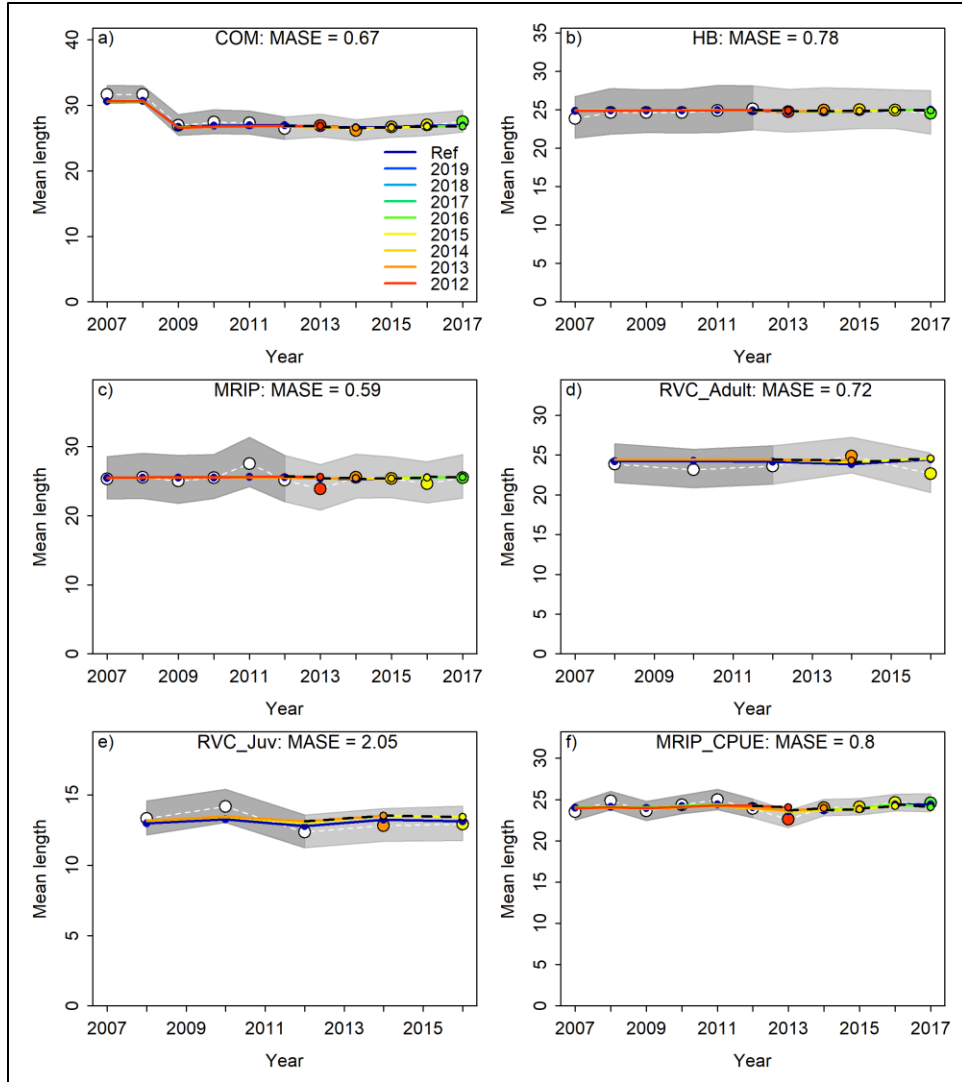 a) COM: MASE = 0.67
Mean length
40
30
20
10
0
Ref
2019
2018
2017
2016
2015
2014
2013
2012
2007 2009 2011 2013 2015 2017
Year
b) HB: MASE = 0.78
Mean length
35
30
25
20
15
10
5
0
2007 2009 2011 2013 2015 2017
Year
c) MRIP: MASE = 0.59
Mean length
30
20
10
0
2007 2009 2011 2013 2015 2017
Year
d) RVC_Adult: MASE = 0.72
Mean length
30
25
20
15
10
5
0
2007 2009 2011 2013 2015
Year
e) RVC_Juv: MASE = 2.05
Mean length
15
10
5
0
2007 2009 2011 2013 2015
Year
f) MRIP_CPUE: MASE = 0.8
Mean length
30
25
20
15
10
5
0
2007 2009 2011 2013 2015 2017
Year